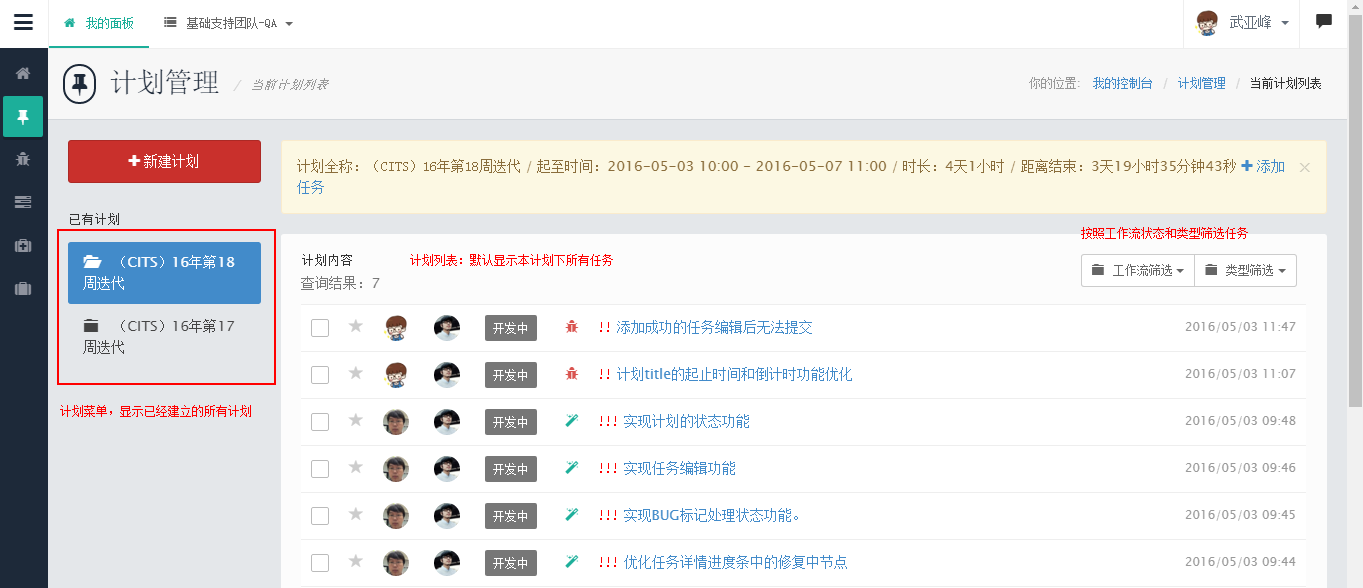 我的面板
基础支持团队-QA
武亚峰
计划管理 / 当前计划列表
你的位置: 我的控制台 / 计划管理 / 当前计划列表
新建计划
计划全称：（CITS）16年第18周迭代 / 起至时间：2016-05-03 10:00 - 2016-05-07 11:00 / 时长：4天1小时 / 距离结束：3天19小时35分钟43秒 添加
任务
已有计划
（CITS）16年第18
周迭代
（CITS）16年第17
周迭代
计划菜单，显示已经建立的所有计划
按照工作流状态和类型筛选任务
计划内容
计划列表：默认显示本计划下所有任务
查询结果：7
工作流筛选
类型筛选
开发中 !! 添加成功的任务编辑后无法提交 2016/05/03 11:47
开发中 !! 计划title的起止时间和倒计时功能优化 2016/05/03 11:07
开发中 !!! 实现计划的状态功能 2016/05/03 09:48
开发中 !!! 实现任务编辑功能 2016/05/03 09:46
开发中 !!! 实现BUG标记处理状态功能。 2016/05/03 09:45
开发中 !!! 优化任务详情进度条中的修复中节点 2016/05/03 09:44